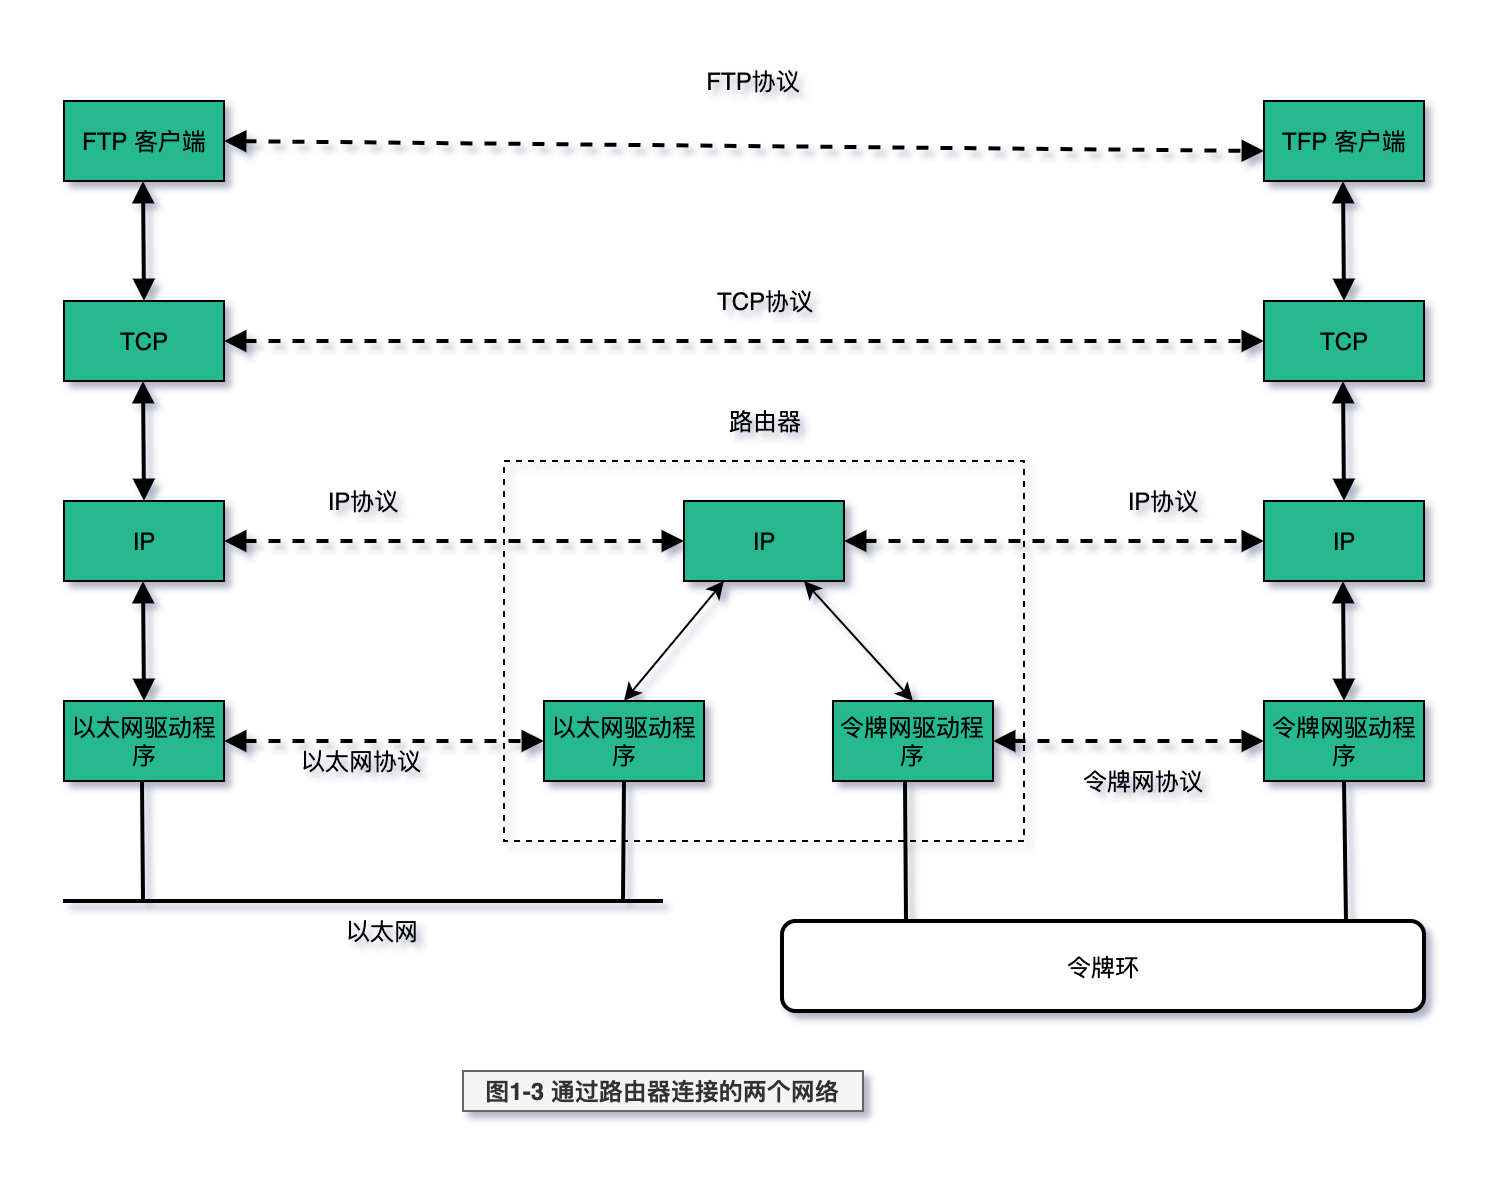 FTP协议
FTP 客户端
TFP 客户端
TCP协议
TCP
TCP
路由器
IP协议
IP协议
IP
IP
IP
以太网驱动程
序
以太网驱动程
序
令牌网驱动程
序
令牌网驱动程
序
以太网协议
令牌网协议
以太网
令牌环
图1-3 通过路由器连接的两个网络